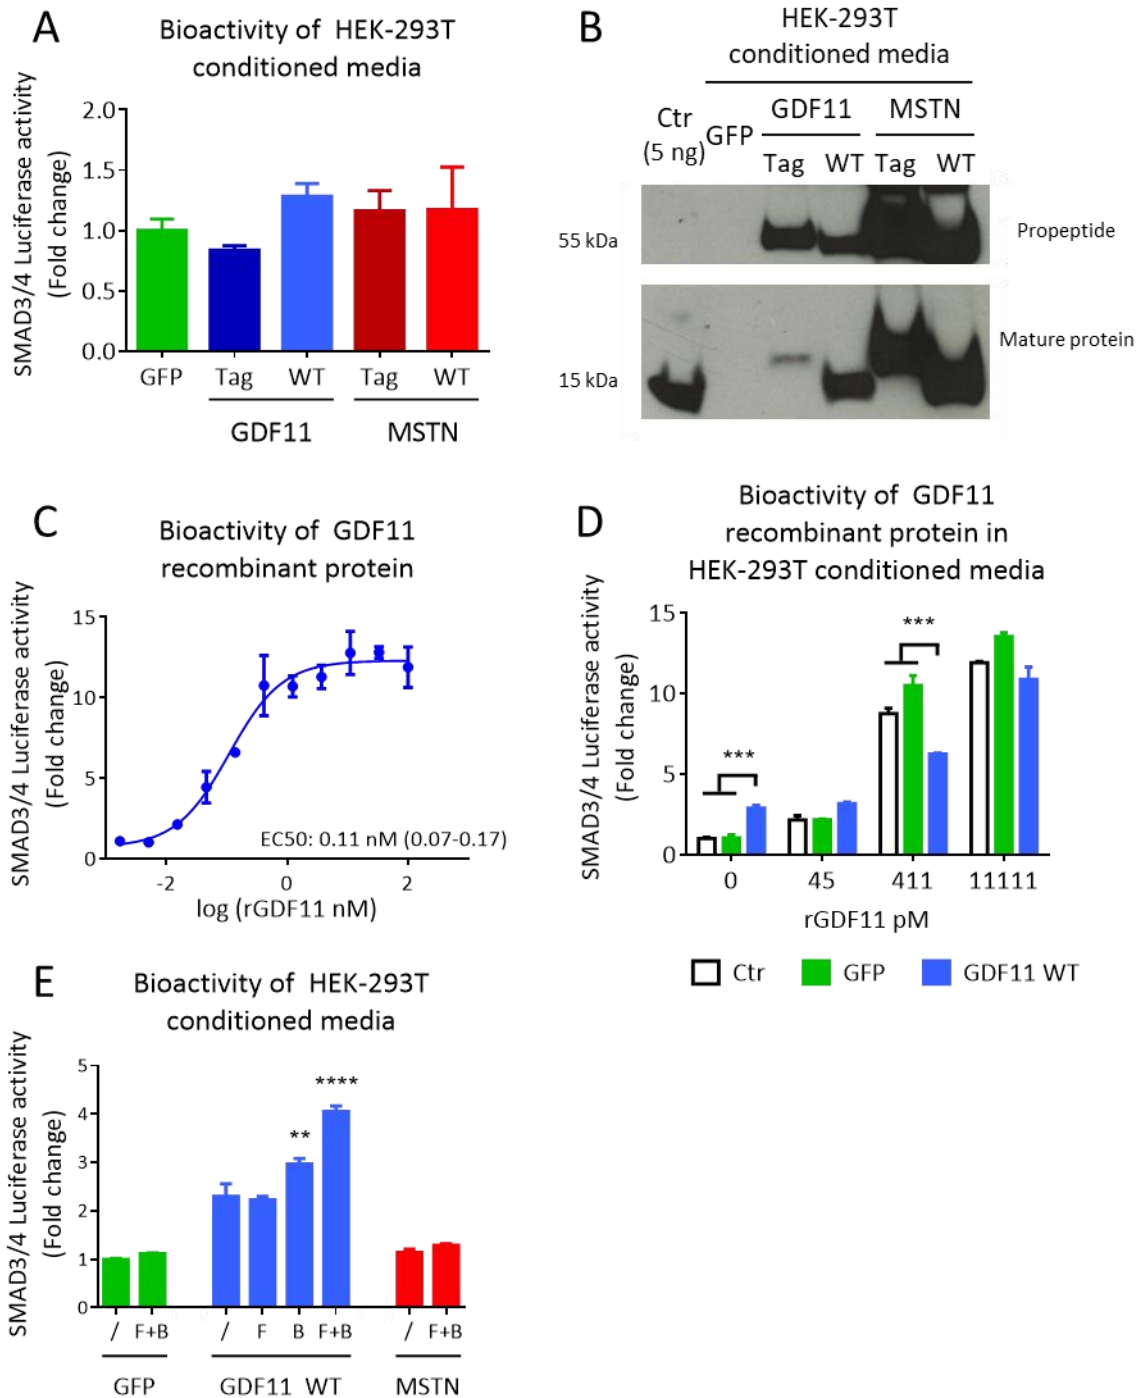 A
Bioactivity of HEK-293T
conditioned media
SMAD3/4 Luciferase activity
(Fold change)
2.0
1.5
1.0
0.5
0.0
GFP Tag WT Tag WT
GDF11 MSTN
B
HEK-293T
conditioned media
Ctr
(5 ng)
GFP
GDF11 MSTN
Tag WT Tag WT
55 kDa
Propeptide
Mature protein
15 kDa
C
Bioactivity of GDF11
recombinant protein
SMAD3/4 Luciferase activity
(Fold change)
15
10
5
0
EC50: 0.11 nM (0.07-0.17)
-2 0 2
log (rGDF11 nM)
D
Bioactivity of GDF11
recombinant protein in
HEK-293T conditioned media
SMAD3/4 Luciferase activity
(Fold change)
15
10
5
0
***
***
0 45 411 11111
rGDF11 pM
Ctr GFP GDF11 WT
E
Bioactivity of HEK-293T
conditioned media
SMAD3/4 Luciferase activity
(Fold change)
5
4
3
2
1
0
**
****
/ F+B / F B F+B / F+B
GFP GDF11 WT MSTN